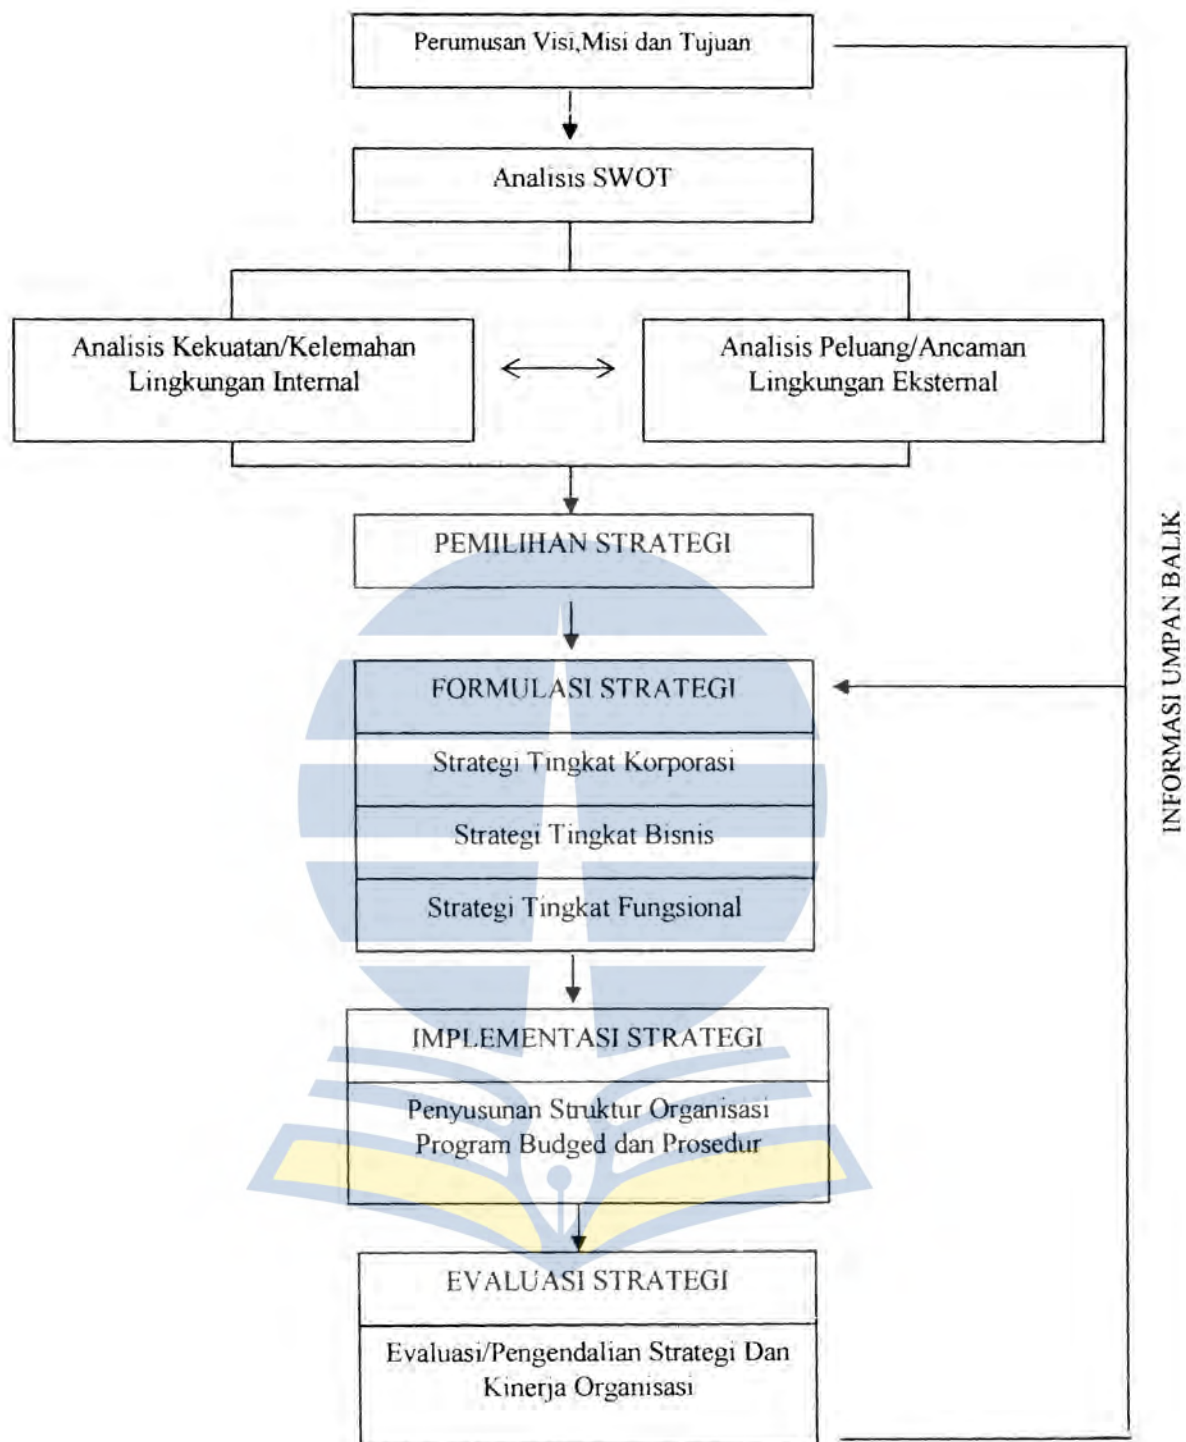 Perumusan Visi,Misi dan Tujuan
Analisis SWOT
Analisis Kekuatan/Kelemahan
Lingkungan Internal
Analisis Peluang/Ancaman
Lingkungan Eksternal
PEMILIHAN STRATEGI
FORMULASI STRATEGI
Strategi Tingkat Korporasi
Strategi Tingkat Bisnis
Strategi Tingkat Fungsional
IMPLEMENTASI STRATEGI
Penyusunan Struktur Organisasi
Program Budged dan Prosedur
EVALUASI STRATEGI
Evaluasi/Pengendalian Strategi Dan
Kinerja Organisasi
INFORMASI UMPAN BALIK